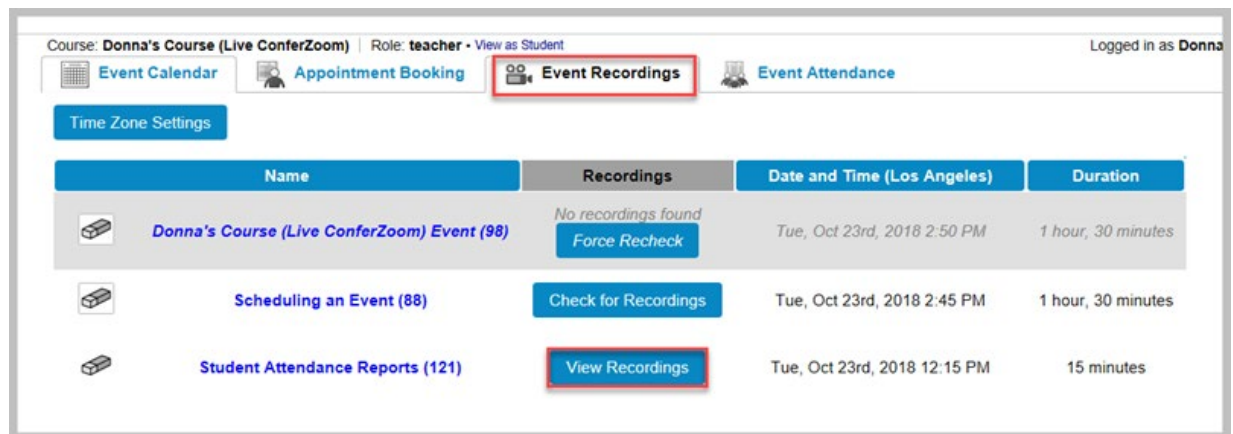 Course: Donna's Course (Live ConferZoom) | Role: teacher • View as Student Logged in as Donna
Event Calendar Appointment Booking Event Recordings Event Attendance
Time Zone Settings
Name Recordings Date and Time (Los Angeles) Duration
No recordings found
Donna's Course (Live ConferZoom) Event (98) Force Recheck Tue, Oct 23rd, 2018 2:50 PM 1 hour, 30 minutes
Scheduling an Event (88) Check for Recordings Tue, Oct 23rd, 2018 2:45 PM 1 hour, 30 minutes
Student Attendance Reports (121) View Recordings Tue, Oct 23rd, 2018 12:15 PM 15 minutes